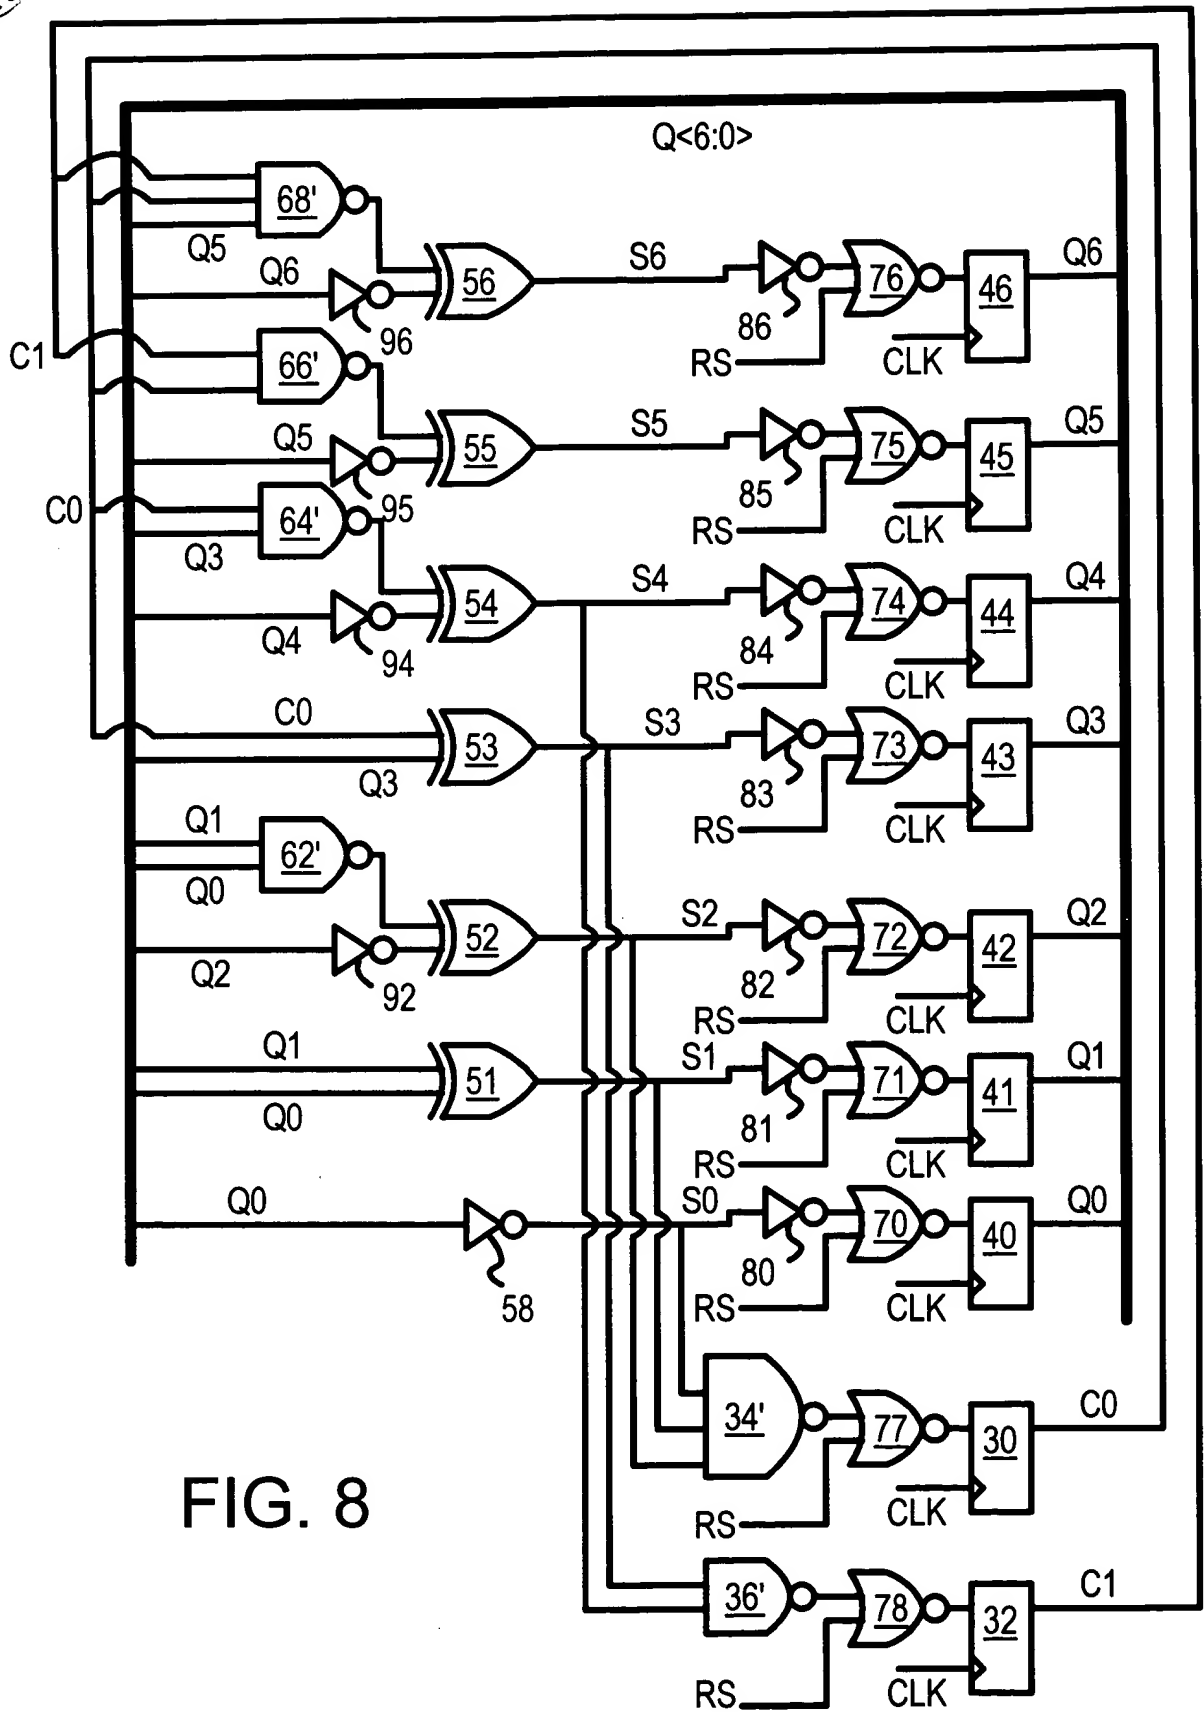 Q<6:0>
68'
Q5
Q6
96
56
S6
86
RS
76
CLK
46
Q6
C1
66'
Q5
95
55
S5
85
RS
75
CLK
45
Q5
C0
64'
Q3
Q4
94
54
S4
84
RS
74
CLK
44
Q4
C0
Q3
53
S3
83
RS
73
CLK
43
Q3
Q1
62'
Q0
Q2
92
52
S2
82
RS
72
CLK
42
Q2
Q1
Q0
51
S1
81
RS
71
CLK
41
Q1
Q0
58
S0
80
RS
70
CLK
40
Q0
34'
RS
77
CLK
30
C0
36'
RS
78
CLK
32
C1
FIG. 8